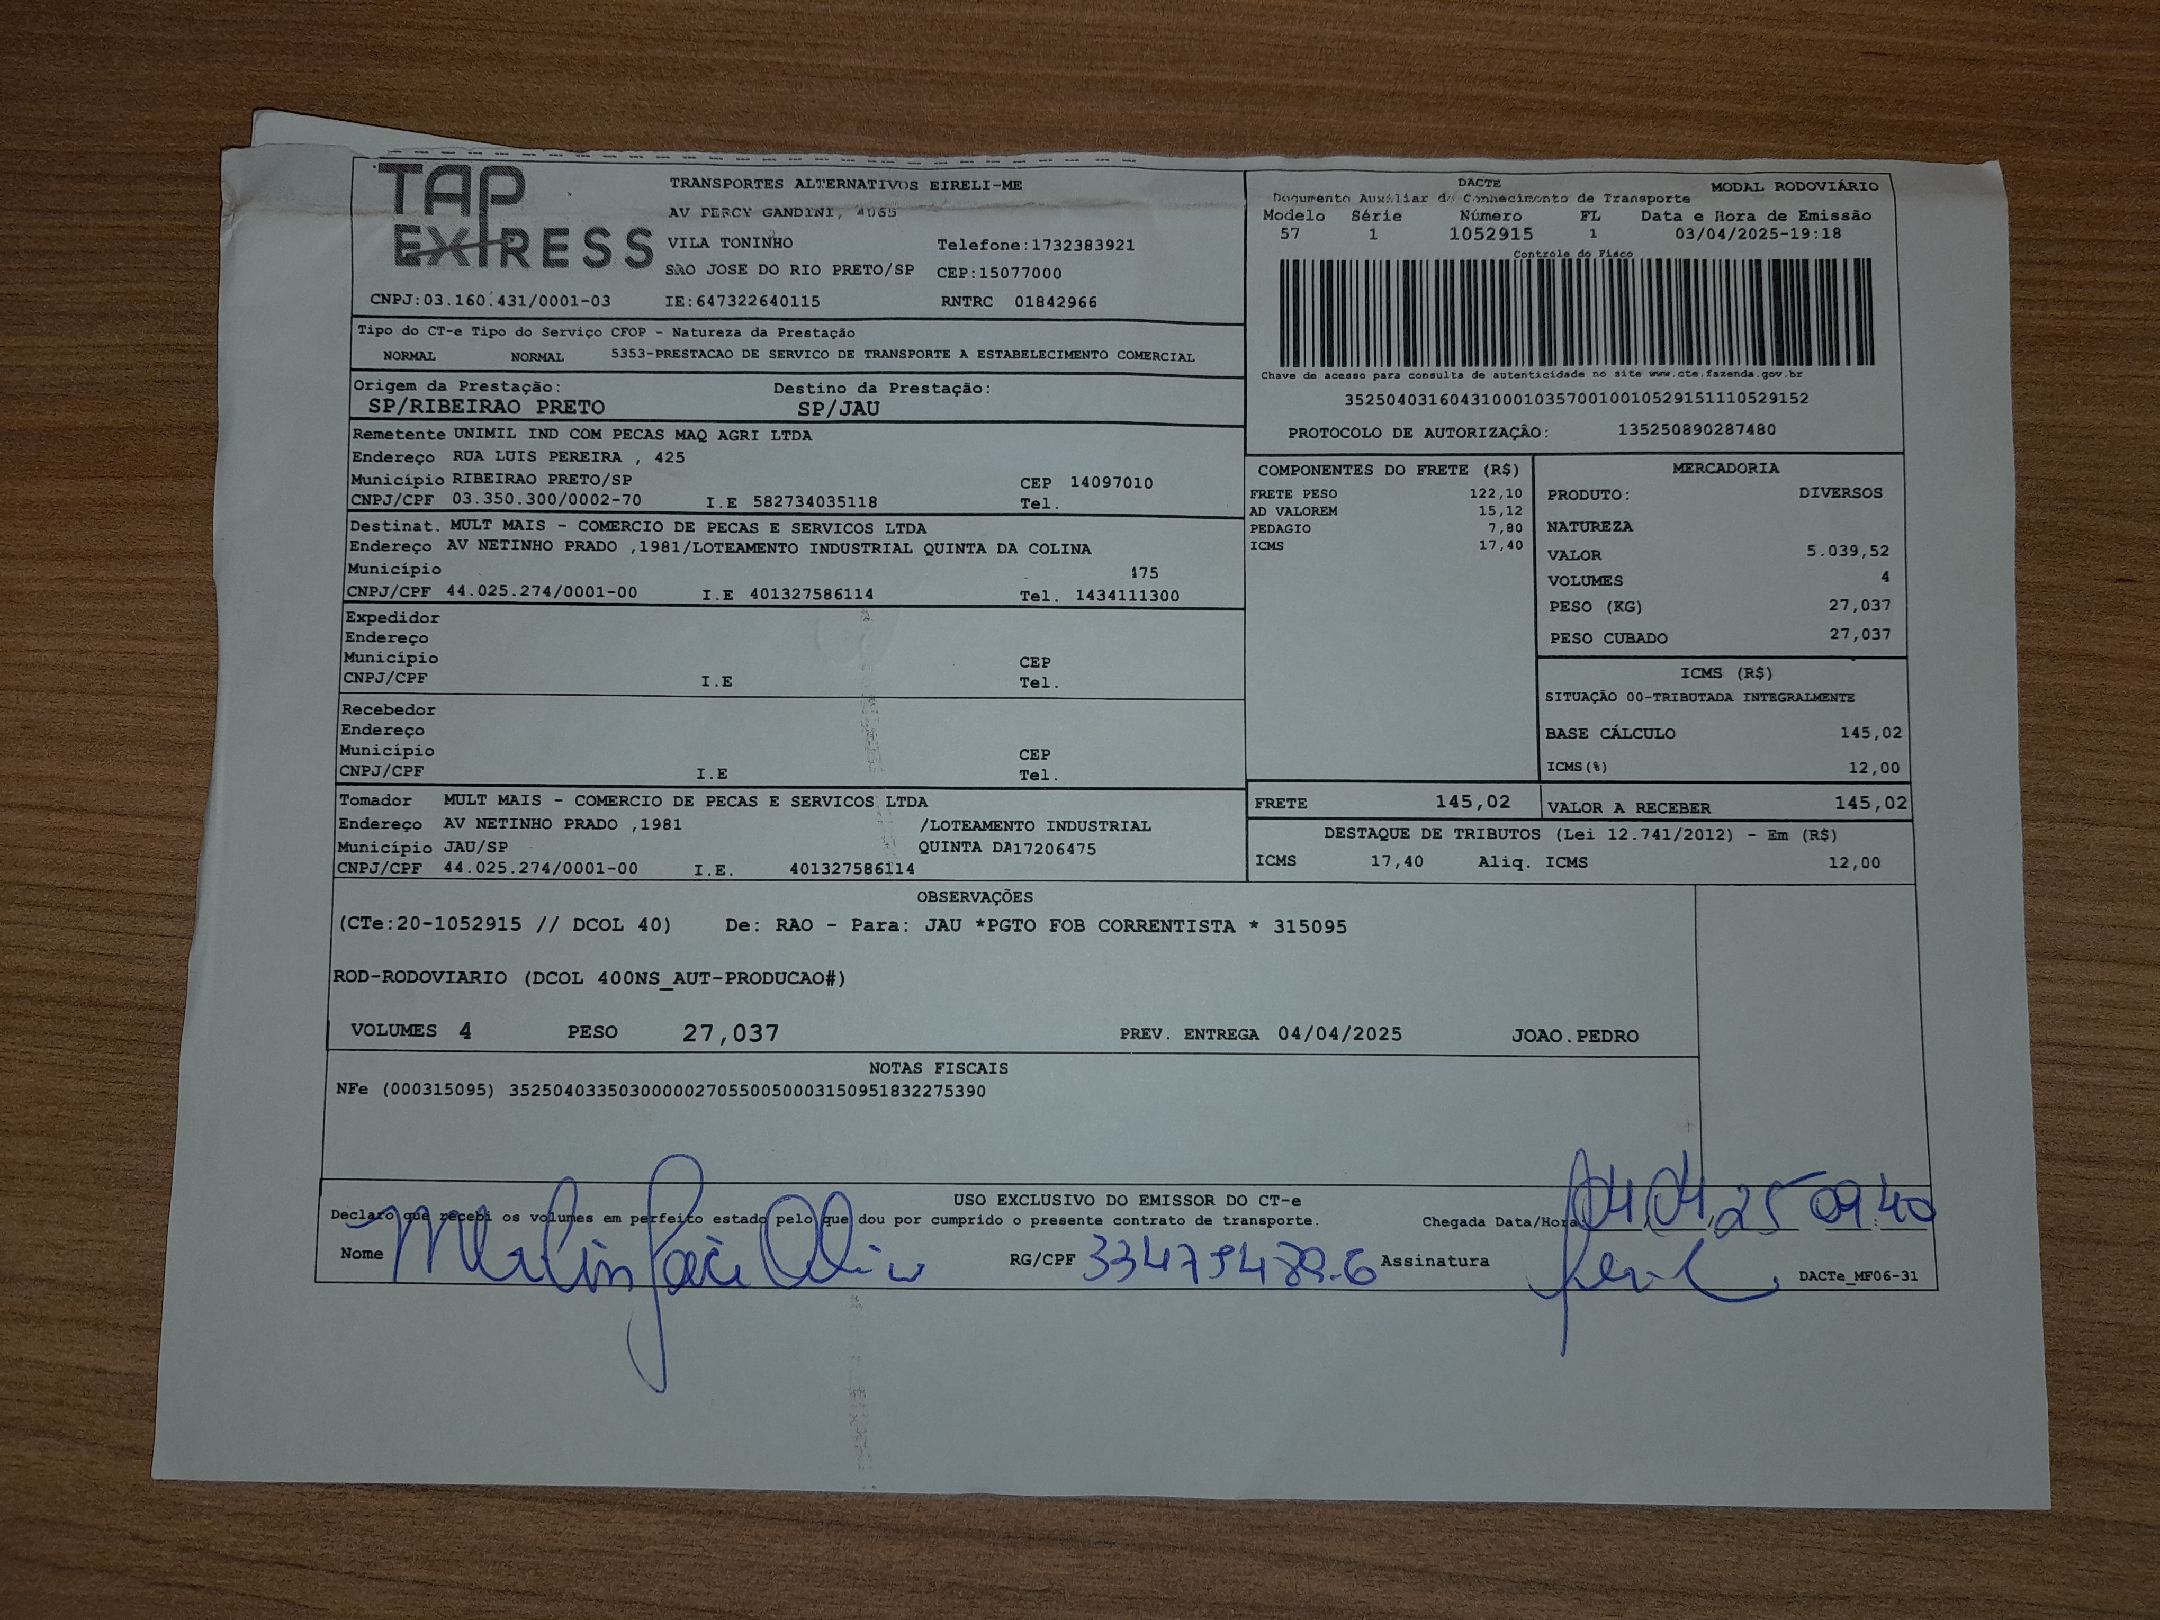 TAP
EXPRESS
TRANSPORTES ALTERNATIVOS EIRELI-ME
AV PERCY GANDINI, 4065
VILA TONINHO Telefone:1732383921
SAO JOSE DO RIO PRETO/SP CEP:15077000
CNPJ:03.160.431/0001-03 IE:647322640115 RNTRC 01842966
DACTE MODAL RODOVIÁRIO
Documento Auxiliar do Conhecimento de Transporte
Modelo Série Número FL Data e Hora de Emissão
57 1 1052915 1 03/04/2025-19:18
Controle do Fisco
Chave de acesso para consulta de autenticidade no site www.cte.fazenda.gov.br
35250403160431000103570010010529151110529152
PROTOCOLO DE AUTORIZAÇÃO: 135250890287480
Tipo do CT-e Tipo do Serviço CFOP - Natureza da Prestação
NORMAL NORMAL 5353-PRESTACAO DE SERVICO DE TRANSPORTE A ESTABELECIMENTO COMERCIAL
Origem da Prestação: Destino da Prestação:
SP/RIBEIRAO PRETO SP/JAU
Remetente UNIMIL IND COM PECAS MAQ AGRI LTDA
Endereço RUA LUIS PEREIRA , 425
Município RIBEIRAO PRETO/SP CEP 14097010
CNPJ/CPF 03.350.300/0002-70 I.E 582734035118 Tel.
Destinat. MULT MAIS - COMERCIO DE PECAS E SERVICOS LTDA
Endereço AV NETINHO PRADO ,1981/LOTEAMENTO INDUSTRIAL QUINTA DA COLINA
Município 475
CNPJ/CPF 44.025.274/0001-00 I.E 401327586114 Tel. 1434111300
Expedidor
Endereço
Município CEP
CNPJ/CPF I.E Tel.
Recebedor
Endereço
Município CEP
CNPJ/CPF I.E Tel.
Tomador MULT MAIS - COMERCIO DE PECAS E SERVICOS LTDA
Endereço AV NETINHO PRADO ,1981 /LOTEAMENTO INDUSTRIAL
Município JAU/SP QUINTA DA17206475
CNPJ/CPF 44.025.274/0001-00 I.E. 401327586114
COMPONENTES DO FRETE (R$)
FRETE PESO 122,10
AD VALOREM 15,12
PEDAGIO 7,80
ICMS 17,40
MERCADORIA
PRODUTO: DIVERSOS
NATUREZA
VALOR 5.039,52
VOLUMES 4
PESO (KG) 27,037
PESO CUBADO 27,037
ICMS (R$)
SITUAÇÃO 00-TRIBUTADA INTEGRALMENTE
BASE CÁLCULO 145,02
ICMS(%) 12,00
FRETE 145,02 VALOR A RECEBER 145,02
DESTAQUE DE TRIBUTOS (Lei 12.741/2012) - Em (R$)
ICMS 17,40 Aliq. ICMS 12,00
OBSERVAÇÕES
(CTe:20-1052915 // DCOL 40) De: RAO - Para: JAU *PGTO FOB CORRENTISTA * 315095
ROD-RODOVIARIO (DCOL 400NS_AUT-PRODUCAO#)
VOLUMES 4 PESO 27,037 PREV. ENTREGA 04/04/2025 JOAO.PEDRO
NOTAS FISCAIS
NFe (000315095) 35250403350300000270550050003150951832275390
USO EXCLUSIVO DO EMISSOR DO CT-e
Declaro que recebi os volumes em perfeito estado pelo que dou por cumprido o presente contrato de transporte. Chegada Data/Hora 04/04/25 09:40
Nome RG/CPF 33479489.6 Assinatura
DACTe_MF06-31